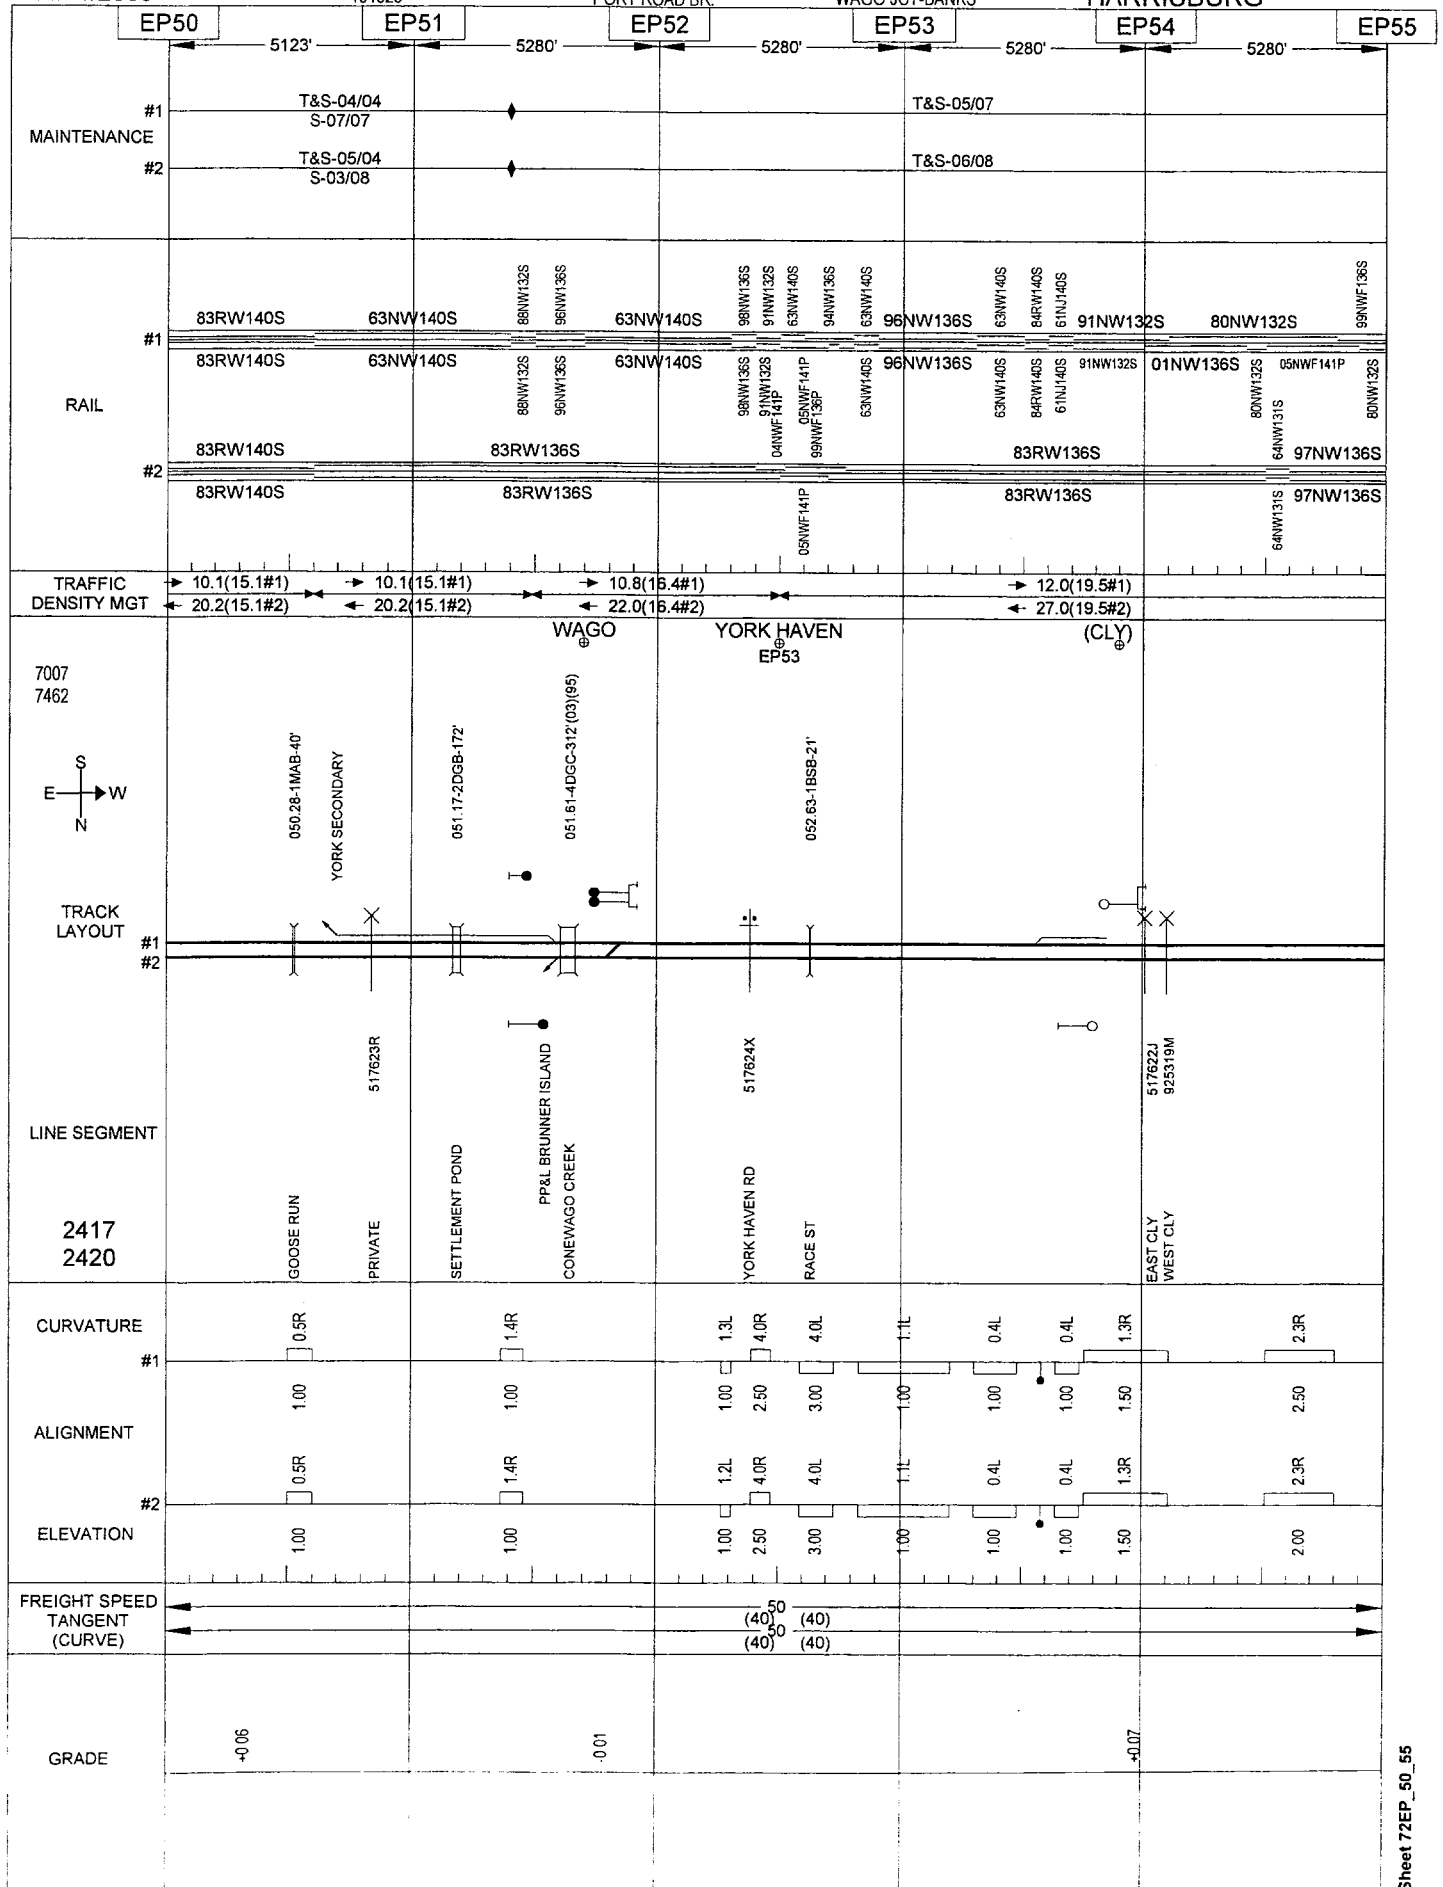 PORT ROAD BR.
WAGO JCT-BANKS
HARRISBURG
EP50 EP51 EP52 EP53 EP54 EP55
5123' 5280' 5280' 5280' 5280'
MAINTENANCE
#1 T&S-04/04 T&S-05/07
S-07/07
#2 T&S-05/04 T&S-06/08
S-03/08
RAIL
88NW132S 96NW136S 98NW136S 91NW132S 63NW140S 94NW136S 63NW140S 63NW140S 84RW140S 61NJ140S 99NWF136S
83RW140S 63NW140S 63NW140S 96NW136S 91NW132S 80NW132S
#1
83RW140S 63NW140S 63NW140S 96NW136S 91NW132S 01NW136S 05NWF141P
88NW132S 96NW136S 98NW136S 91NW132S 05NWF141P 63NW140S 63NW140S 84RW140S 61NJ140S 80NW132S 80NW132S
04NWF141P 99NWF136P 64NW131S
83RW140S 83RW136S 83RW136S 97NW136S
#2
83RW140S 83RW136S 83RW136S 97NW136S
05NWF141P 64NW131S
TRAFFIC
DENSITY MGT
10.1(15.1#1) 10.1(15.1#1) 10.8(16.4#1) 12.0(19.5#1)
20.2(15.1#2) 20.2(15.1#2) 22.0(16.4#2) 27.0(19.5#2)
WAGO YORK HAVEN (CLY)
EP53
7007
7462
S
E W
N
050.28-1MAB-40'
YORK SECONDARY
051.17-2DGB-172'
051.61-4DGC-312'(03)(95)
052.63-1BSB-21'
TRACK
LAYOUT
#1
#2
517623R
517624X
517622J
925319M
LINE SEGMENT
2417
2420
GOOSE RUN
PRIVATE
SETTLEMENT POND
PP&L BRUNNER ISLAND
CONEWAGO CREEK
YORK HAVEN RD
RACE ST
EAST CLY
WEST CLY
CURVATURE
0.5R 1.4R 1.3L 4.0R 4.0L 1.1L 0.4L 0.4L 1.3R 2.3R
#1
1.00 1.00 1.00 2.50 3.00 1.00 1.00 1.00 1.50 2.50
ALIGNMENT
0.5R 1.4R 1.2L 4.0R 4.0L 1.1L 0.4L 0.4L 1.3R 2.3R
#2
ELEVATION
1.00 1.00 1.00 2.50 3.00 1.00 1.00 1.00 1.50 2.00
FREIGHT SPEED
TANGENT
(CURVE)
50
(40) (40)
50
(40) (40)
GRADE
+0.06 -0.01 +0.07
Sheet 72EP_50_55